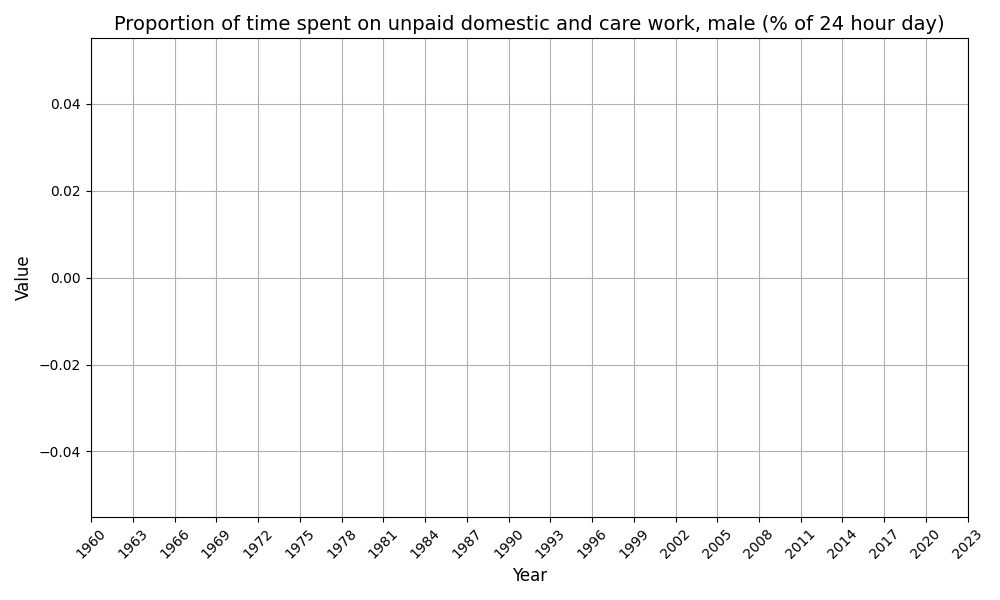 Proportion of time spent on unpaid domestic and care work, male (% of 24 hour day)
0.04
0.02
0.00
−0.02
−0.04
Value
1960 1963 1966 1969 1972 1975 1978 1981 1984 1987 1990 1993 1996 1999 2002 2005 2008 2011 2014 2017 2020 2023
Year